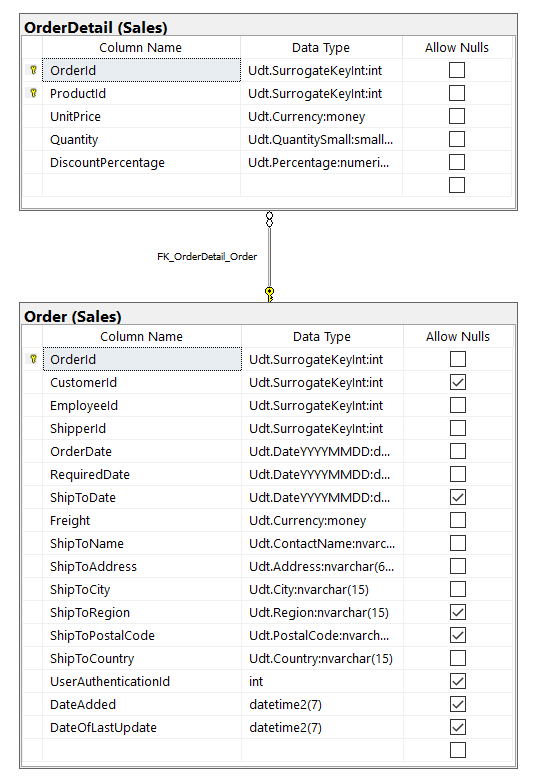 OrderDetail (Sales)
Column Name Data Type Allow Nulls
OrderId Udt.SurrogateKeyInt:int
ProductId Udt.SurrogateKeyInt:int
UnitPrice Udt.Currency:money
Quantity Udt.QuantitySmall:small...
DiscountPercentage Udt.Percentage:numeri...
FK_OrderDetail_Order
Order (Sales)
Column Name Data Type Allow Nulls
OrderId Udt.SurrogateKeyInt:int
CustomerId Udt.SurrogateKeyInt:int
EmployeeId Udt.SurrogateKeyInt:int
ShipperId Udt.SurrogateKeyInt:int
OrderDate Udt.DateYYYYMMDD:d...
RequiredDate Udt.DateYYYYMMDD:d...
ShipToDate Udt.DateYYYYMMDD:d...
Freight Udt.Currency:money
ShipToName Udt.ContactName:nvarc...
ShipToAddress Udt.Address:nvarchar(6...
ShipToCity Udt.City:nvarchar(15)
ShipToRegion Udt.Region:nvarchar(15)
ShipToPostalCode Udt.PostalCode:nvarch...
ShipToCountry Udt.Country:nvarchar(15)
UserAuthenticationId int
DateAdded datetime2(7)
DateOfLastUpdate datetime2(7)